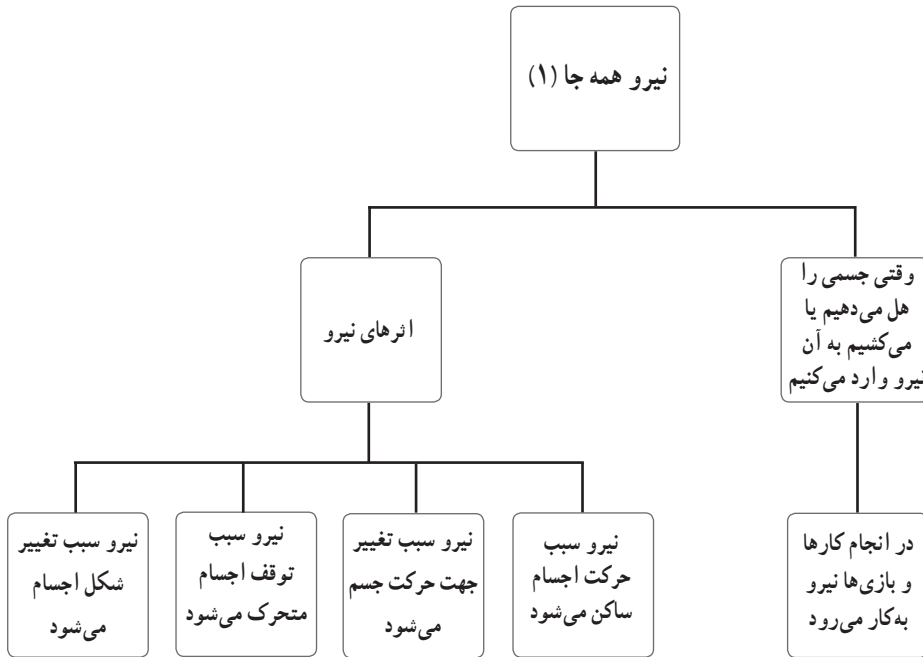 نیرو همه جا (۱)
وقتی جسمی را
هل می‌دهیم یا
می‌کشیم به آن
نیرو وارد می‌کنیم
اثرهای نیرو
در انجام کارها
و بازی‌ها نیرو
به‌کار می‌رود
نیرو سبب
حرکت اجسام
ساکن می‌شود
نیرو سبب تغییر
جهت حرکت جسم
می‌شود
نیرو سبب
توقف اجسام
متحرک می‌شود
نیرو سبب تغییر
شکل اجسام
می‌شود